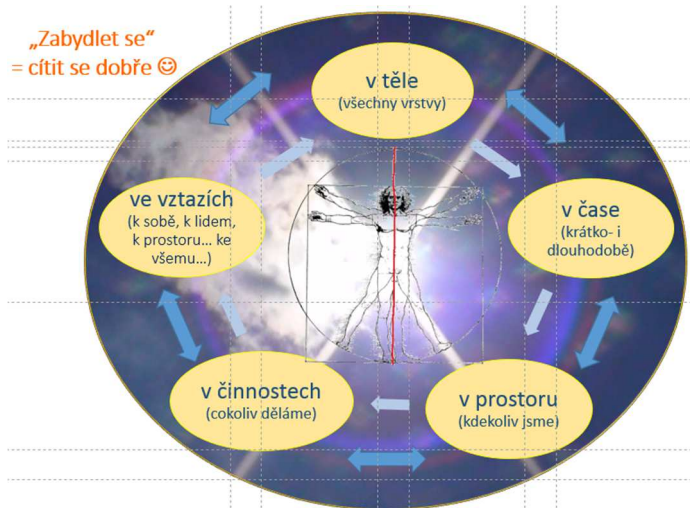 „Zabydlet se“
= cítit se dobře ☺
v těle
(všechny vrstvy)
ve vztazích
(k sobě, k lidem,
k prostoru... ke
všemu...)
v čase
(krátko- i
dlouhodobě)
v činnostech
(cokoliv děláme)
v prostoru
(kdekoliv jsme)